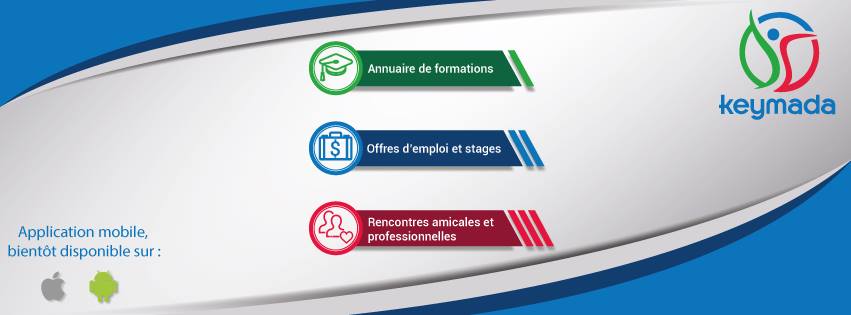 Annuaire de formations
keymada
Offres d'emploi et stages
Rencontres amicales et
professionnelles
Application mobile,
bientôt disponible sur :